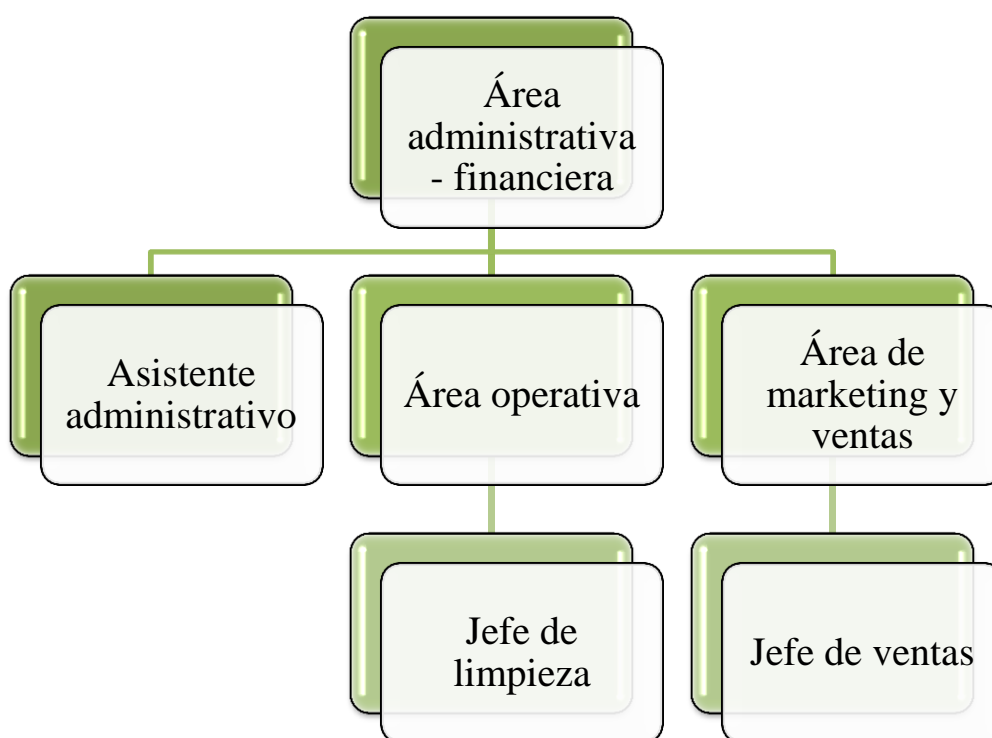 Área
administrativa
- financiera
Asistente
administrativo
Área operativa
Área de
marketing y
ventas
Jefe de
limpieza
Jefe de ventas